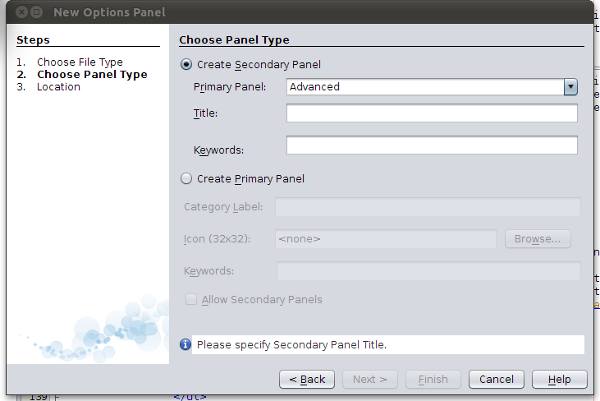 New Options Panel
Steps
1. Choose File Type
2. Choose Panel Type
3. Location
Choose Panel Type
Create Secondary Panel
Primary Panel: Advanced
Title:
Keywords:
Create Primary Panel
Category Label:
Icon (32x32): <none> Browse...
Keywords:
Allow Secondary Panels
Please specify Secondary Panel Title.
< Back Next > Finish Cancel Help
139 </ut>